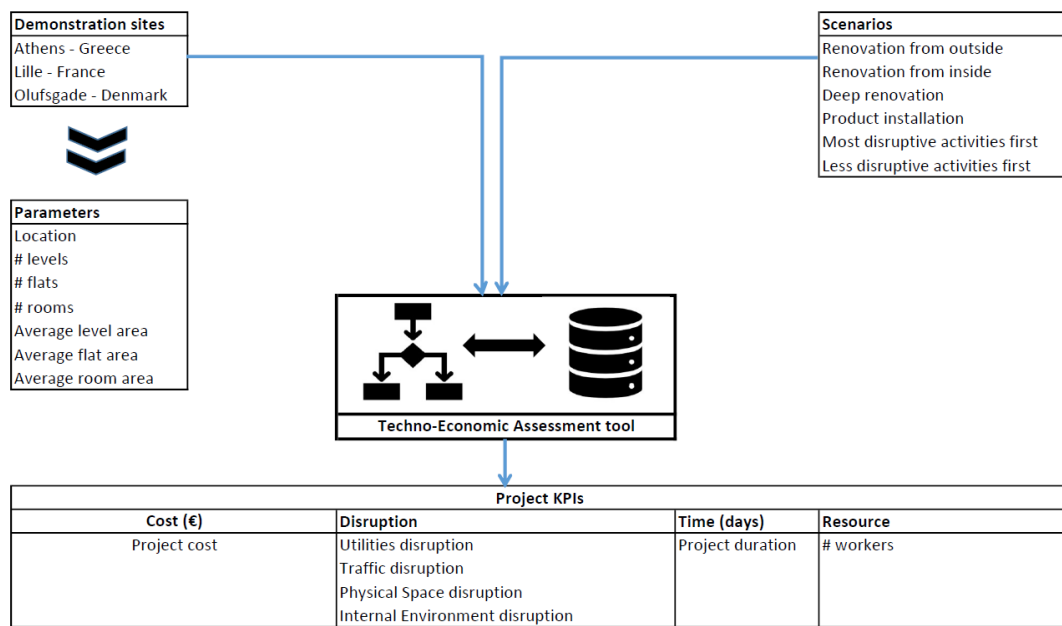 Demonstration sites
Athens - Greece
Lille - France
Olufsgade - Denmark
Scenarios
Renovation from outside
Renovation from inside
Deep renovation
Product installation
Most disruptive activities first
Less disruptive activities first
Parameters
Location
# levels
# flats
# rooms
Average level area
Average flat area
Average room area
Techno-Economic Assessment tool
Project KPIs
Cost (€) Disruption Time (days) Resource
Project cost Utilities disruption Project duration # workers
Traffic disruption
Physical Space disruption
Internal Environment disruption